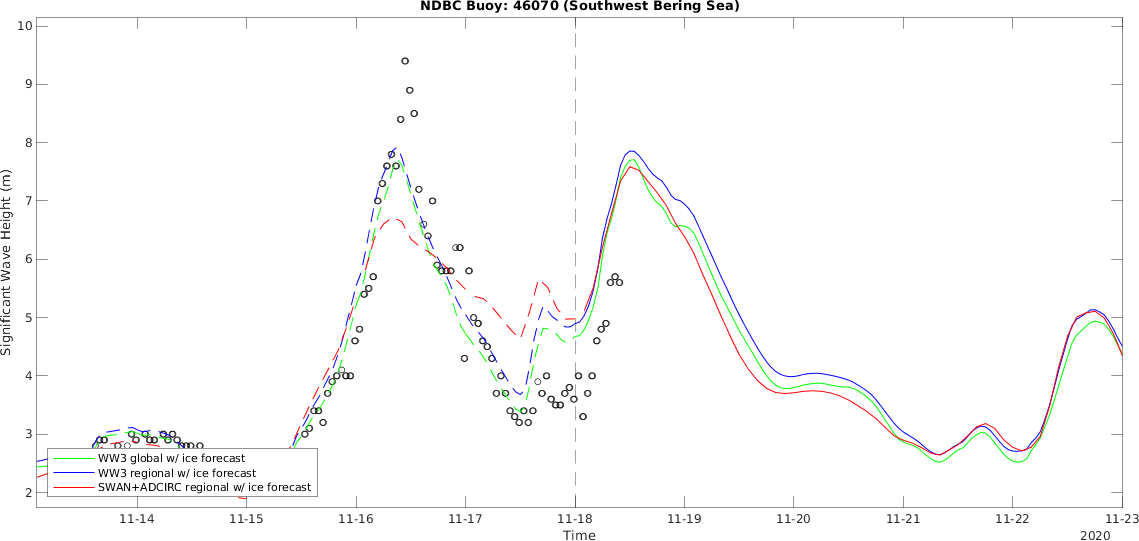 NDBC Buoy: 46070 (Southwest Bering Sea)
10
9
8
7
6
5
4
3
2
Significant Wave Height (m)
WW3 global w/ ice forecast
WW3 regional w/ ice forecast
SWAN+ADCIRC regional w/ ice forecast
11-14 11-15 11-16 11-17 11-18 11-19 11-20 11-21 11-22 11-23
Time
2020